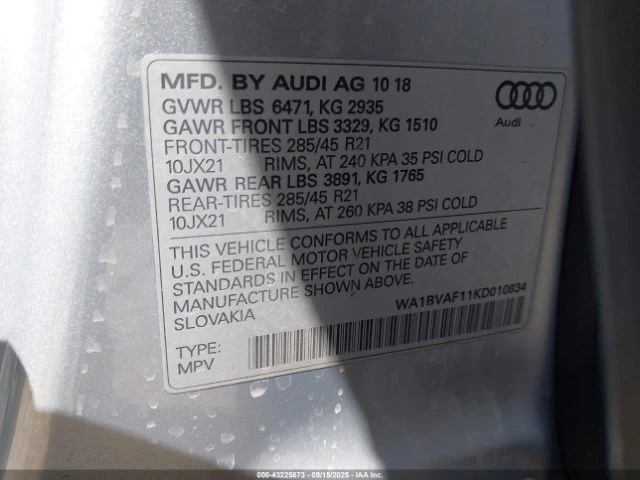 MFD. BY AUDI AG 10 18
GVWR LBS 6471, KG 2935
GAWR FRONT LBS 3329, KG 1510
FRONT-TIRES 285/45 R21
10JX21 RIMS, AT 240 KPA 35 PSI COLD
GAWR REAR LBS 3891, KG 1765
REAR-TIRES 285/45 R21
10JX21 RIMS, AT 260 KPA 38 PSI COLD
Audi
THIS VEHICLE CONFORMS TO ALL APPLICABLE
U.S. FEDERAL MOTOR VEHICLE SAFETY
STANDARDS IN EFFECT ON THE DATE OF
MANUFACTURE SHOWN ABOVE.
SLOVAKIA
WA1BVAF11KD010834
TYPE:
MPV
000-43225873 - 09/15/2025 - IAAI.COM